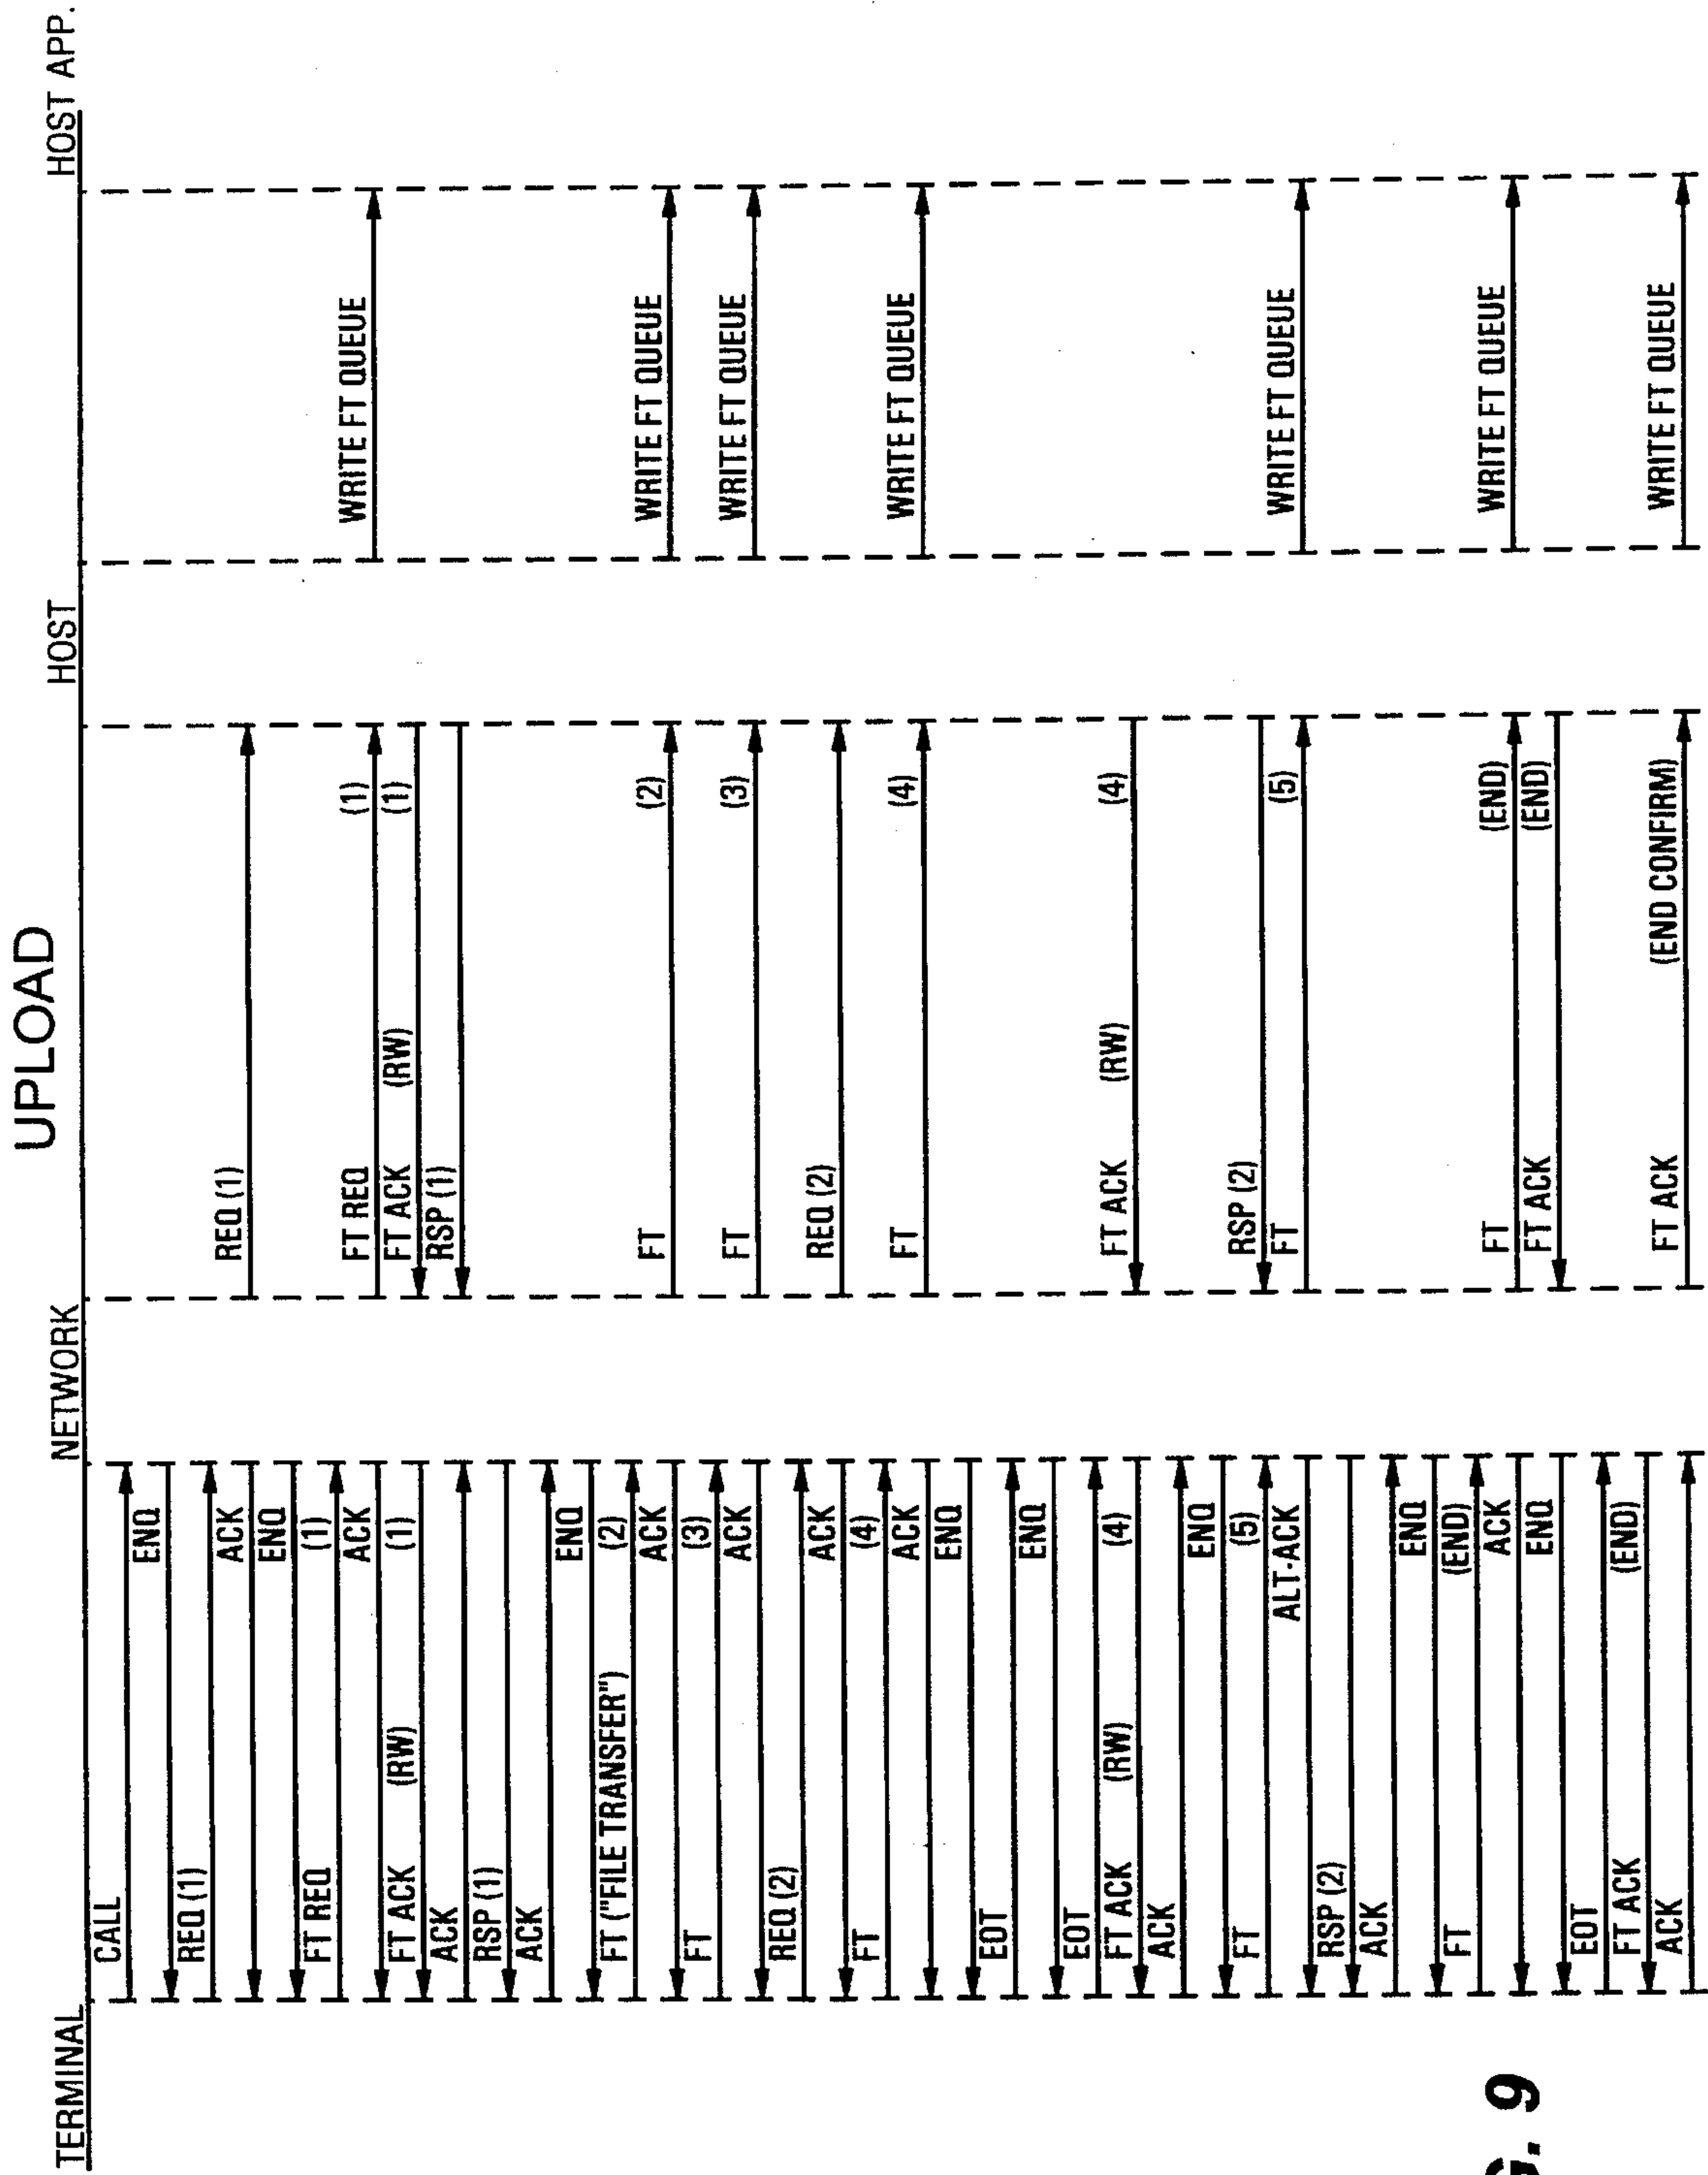 UPLOAD
TERMINAL NETWORK HOST HOST APP.
CALL
ENQ
REQ (1)
ACK
ENQ
FT REQ (1)
ACK
FT ACK (RW) (1)
ACK
RSP (1)
ACK
ENQ
FT ("FILE TRANSFER") (2)
ACK
FT (3)
ACK
REQ (2)
ACK
FT (4)
ACK
ENQ
EOT
ENQ
EOT
FT ACK (RW) (4)
ACK
ENQ
FT (5)
ALT-ACK
RSP (2)
ACK
ENQ
FT (END)
ACK
ENQ
EOT
FT ACK (END)
ACK
REQ (1)
FT REQ (1)
FT ACK (RW) (1)
RSP (1)
FT (2)
FT (3)
REQ (2)
FT (4)
FT ACK (RW) (4)
RSP (2)
FT (5)
FT (END)
FT ACK (END)
FT ACK (END CONFIRM)
WRITE FT QUEUE
WRITE FT QUEUE
WRITE FT QUEUE
WRITE FT QUEUE
WRITE FT QUEUE
WRITE FT QUEUE
WRITE FT QUEUE
G. 9